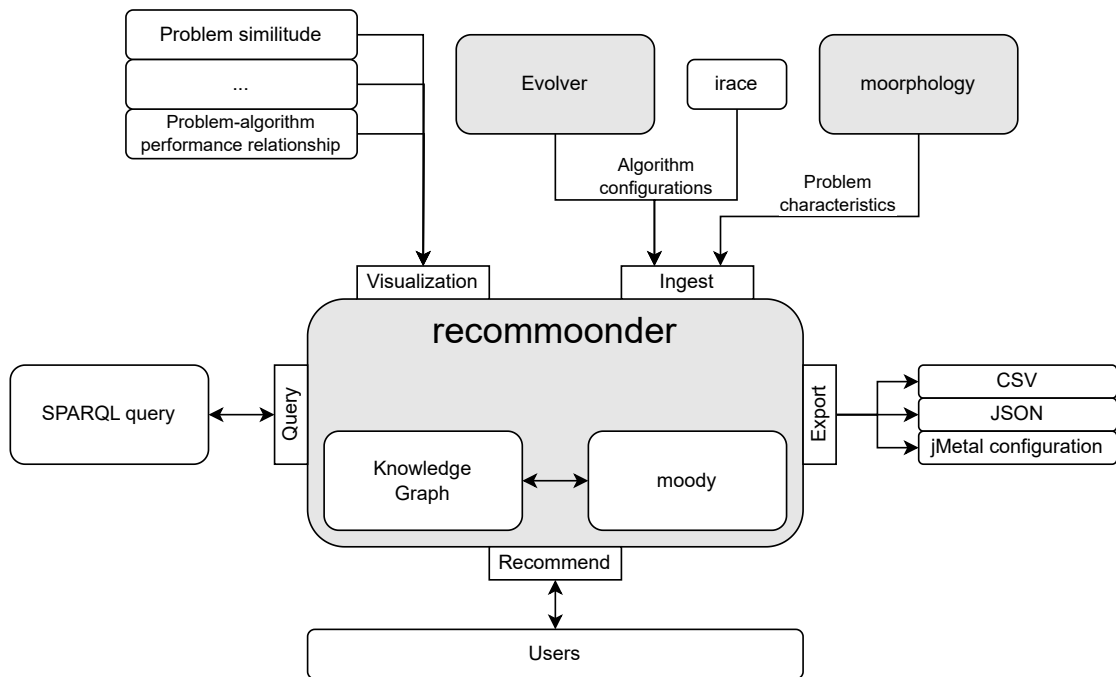 Problem similitude
...
Problem-algorithm
performance relationship
Evolver
irace
moorphology
Algorithm
configurations
Problem
characteristics
Visualization
Ingest
recommoonder
SPARQL query
Query
Knowledge
Graph
moody
Export
CSV
JSON
jMetal configuration
Recommend
Users